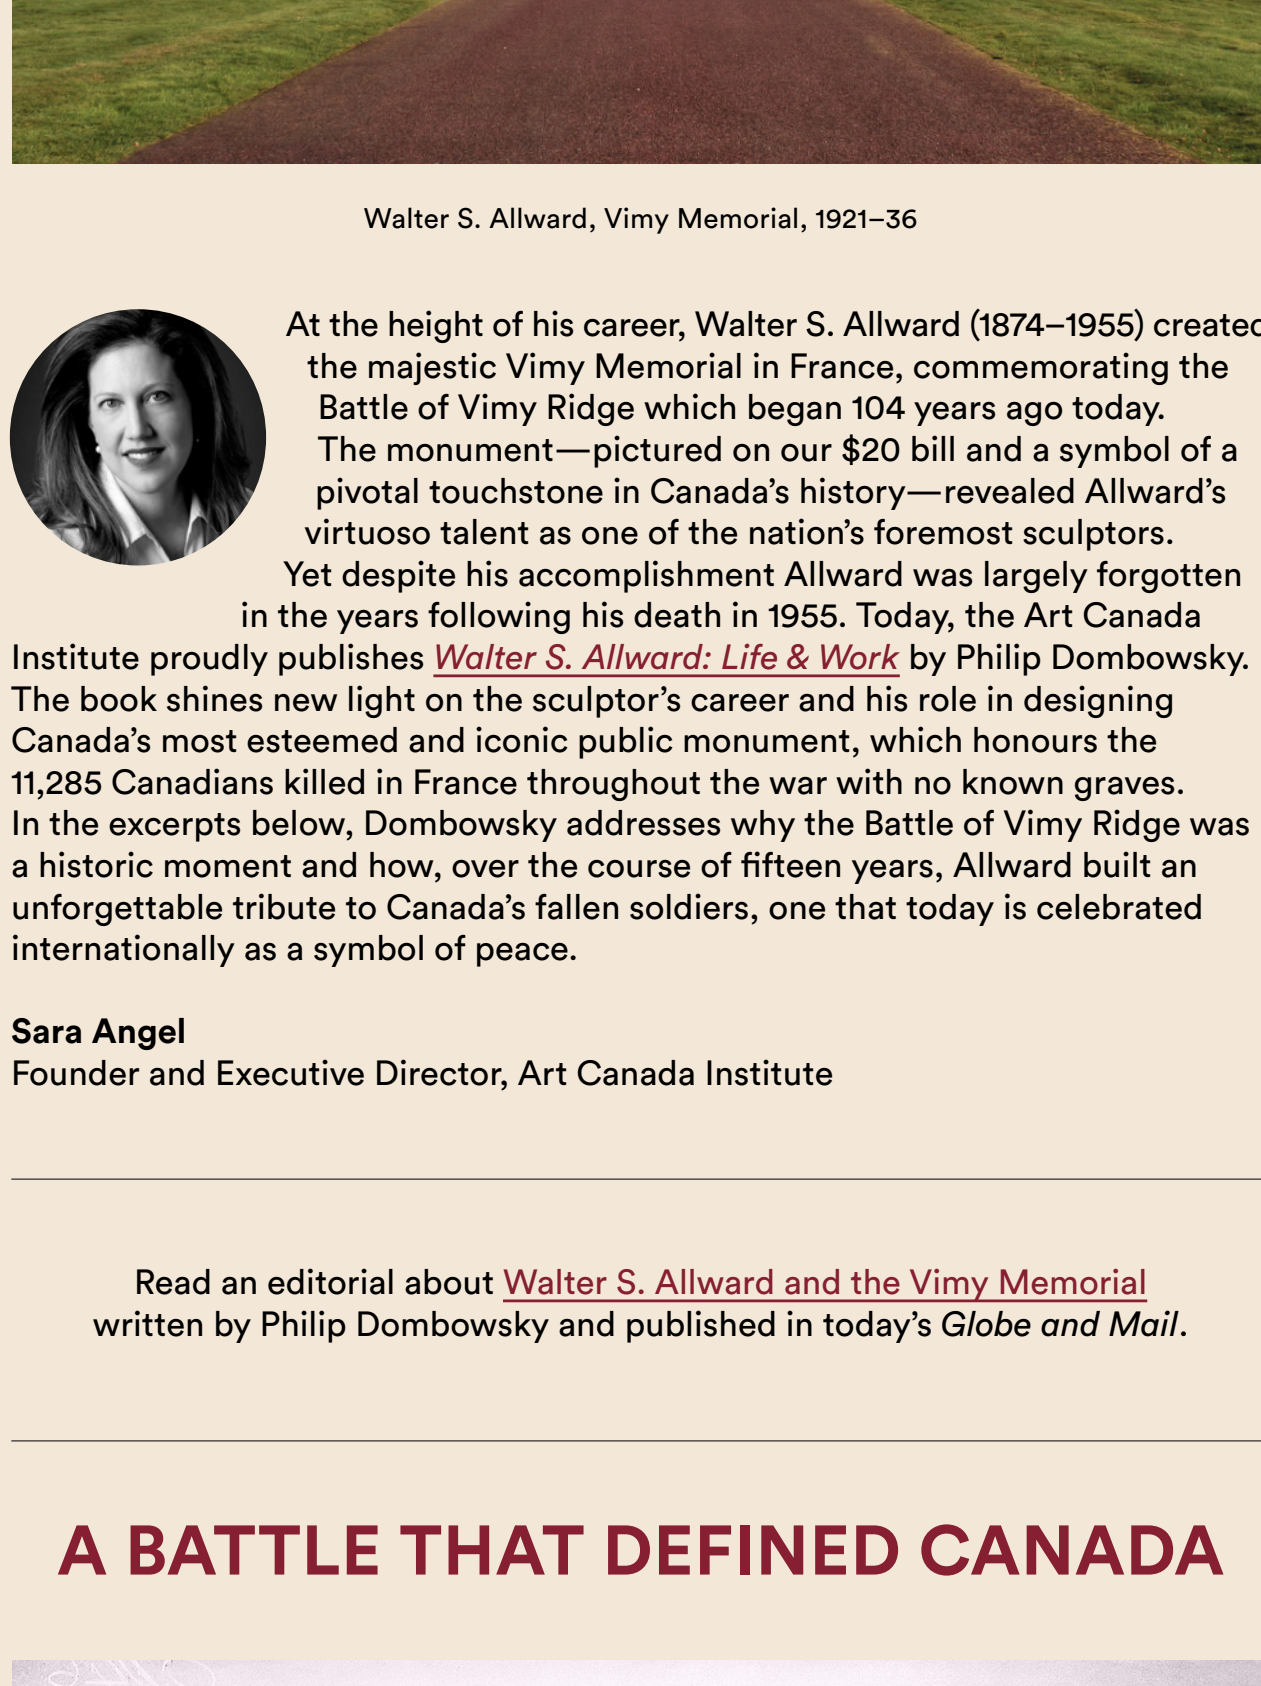 Walter S. Allward, Vimy Memorial, 1921–36
At the height of his career, Walter S. Allward (1874–1955) created
the majestic Vimy Memorial in France, commemorating the
Battle of Vimy Ridge which began 104 years ago today.
The monument—pictured on our $20 bill and a symbol of a
pivotal touchstone in Canada’s history—revealed Allward’s
virtuoso talent as one of the nation’s foremost sculptors.
Yet despite his accomplishment Allward was largely forgotten
in the years following his death in 1955. Today, the Art Canada
Institute proudly publishes Walter S. Allward: Life & Work by Philip Dombowsky.
The book shines new light on the sculptor’s career and his role in designing
Canada’s most esteemed and iconic public monument, which honours the
11,285 Canadians killed in France throughout the war with no known graves.
In the excerpts below, Dombowsky addresses why the Battle of Vimy Ridge was
a historic moment and how, over the course of fifteen years, Allward built an
unforgettable tribute to Canada’s fallen soldiers, one that today is celebrated
internationally as a symbol of peace.
Sara Angel
Founder and Executive Director, Art Canada Institute
Read an editorial about Walter S. Allward and the Vimy Memorial
written by Philip Dombowsky and published in today’s Globe and Mail.
A BATTLE THAT DEFINED CANADA